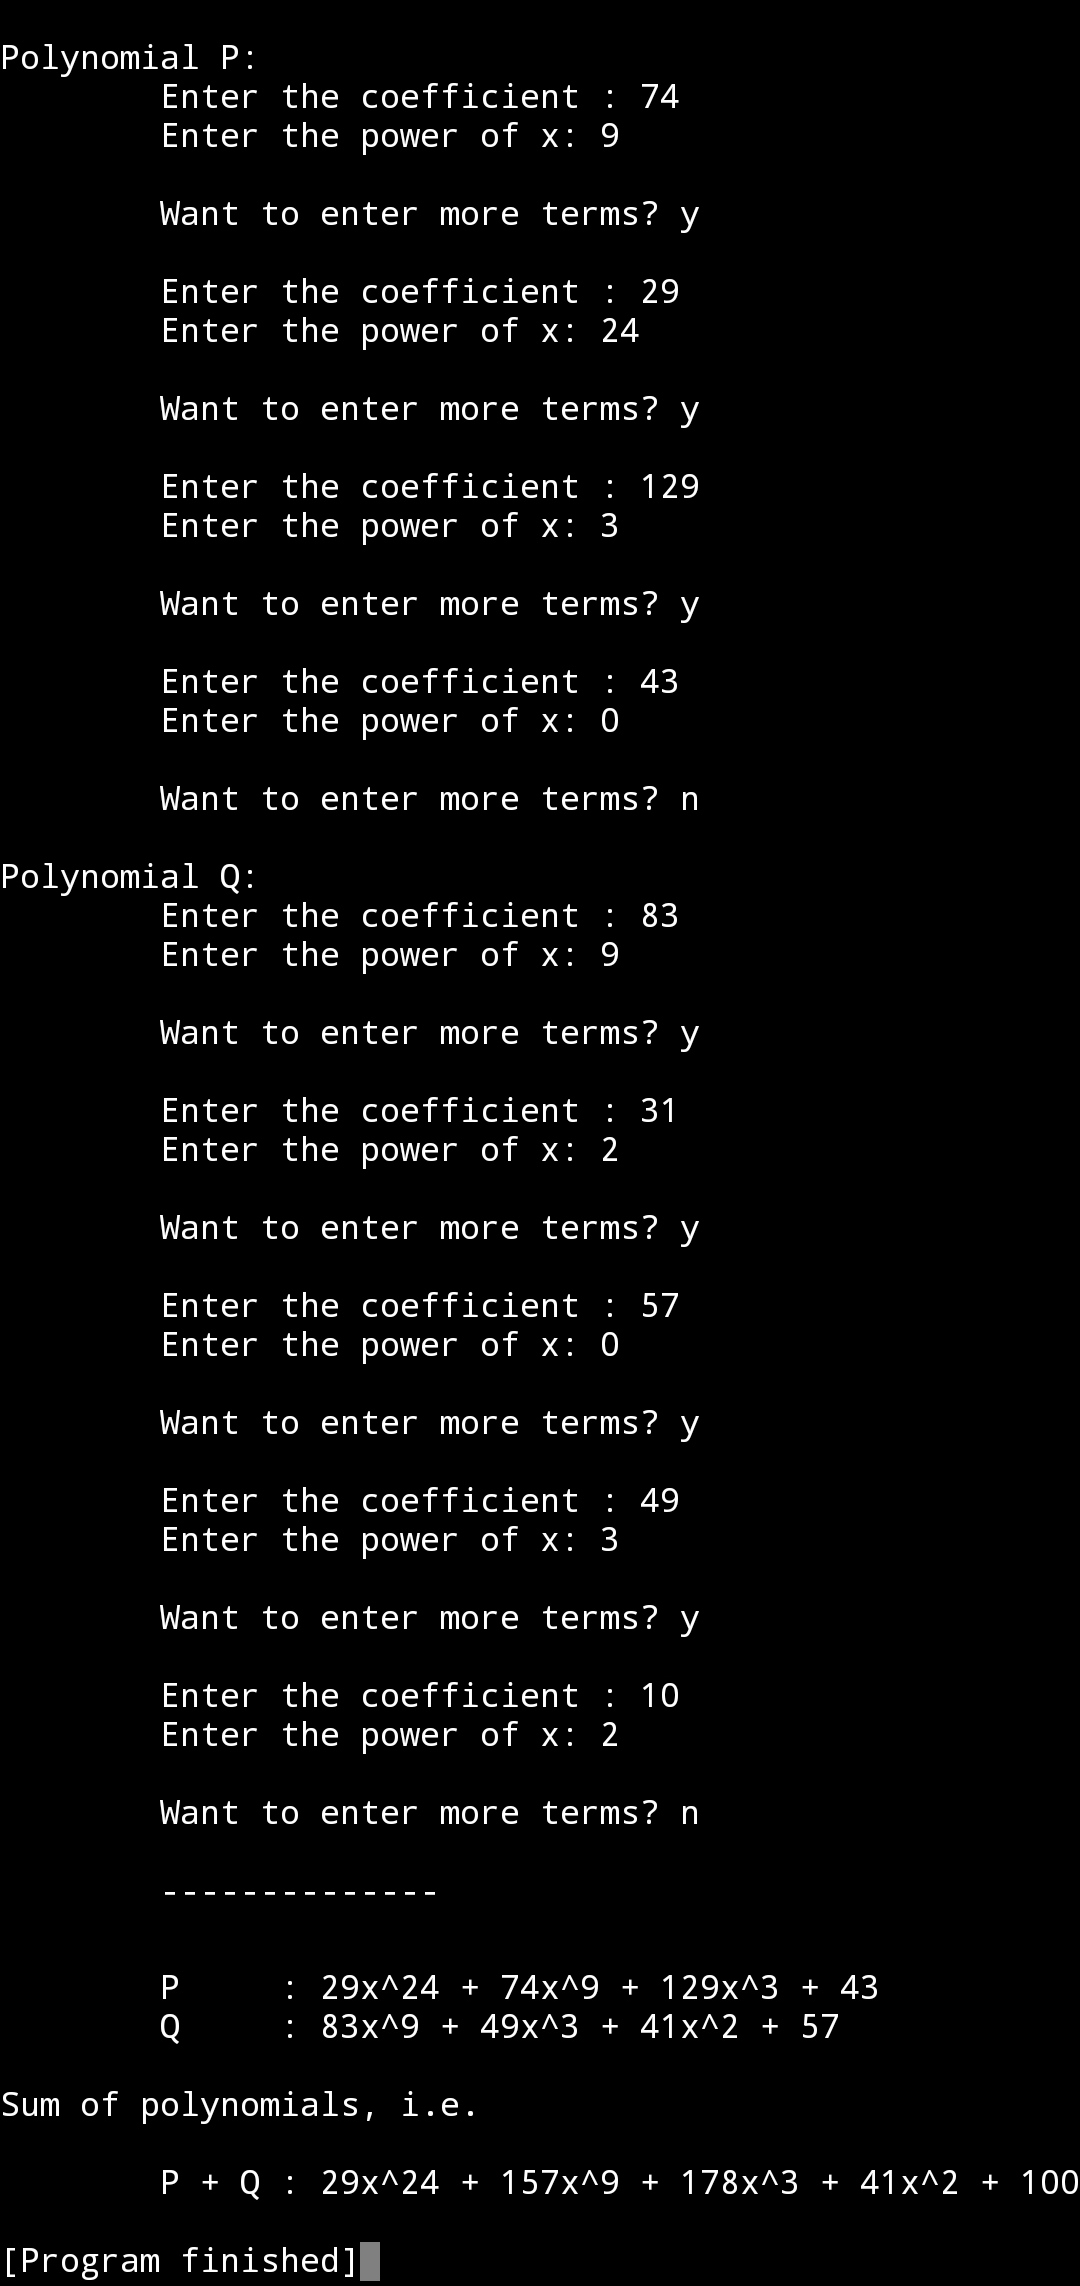 Polynomial P:
Enter the coefficient : 74
Enter the power of x: 9
Want to enter more terms? y
Enter the coefficient : 29
Enter the power of x: 24
Want to enter more terms? y
Enter the coefficient : 129
Enter the power of x: 3
Want to enter more terms? y
Enter the coefficient : 43
Enter the power of x: 0
Want to enter more terms? n
Polynomial Q:
Enter the coefficient : 83
Enter the power of x: 9
Want to enter more terms? y
Enter the coefficient : 31
Enter the power of x: 2
Want to enter more terms? y
Enter the coefficient : 57
Enter the power of x: 0
Want to enter more terms? y
Enter the coefficient : 49
Enter the power of x: 3
Want to enter more terms? y
Enter the coefficient : 10
Enter the power of x: 2
Want to enter more terms? n
--------------
P     : 29x^24 + 74x^9 + 129x^3 + 43
Q     : 83x^9 + 49x^3 + 41x^2 + 57
Sum of polynomials, i.e.
P + Q : 29x^24 + 157x^9 + 178x^3 + 41x^2 + 100
[Program finished]